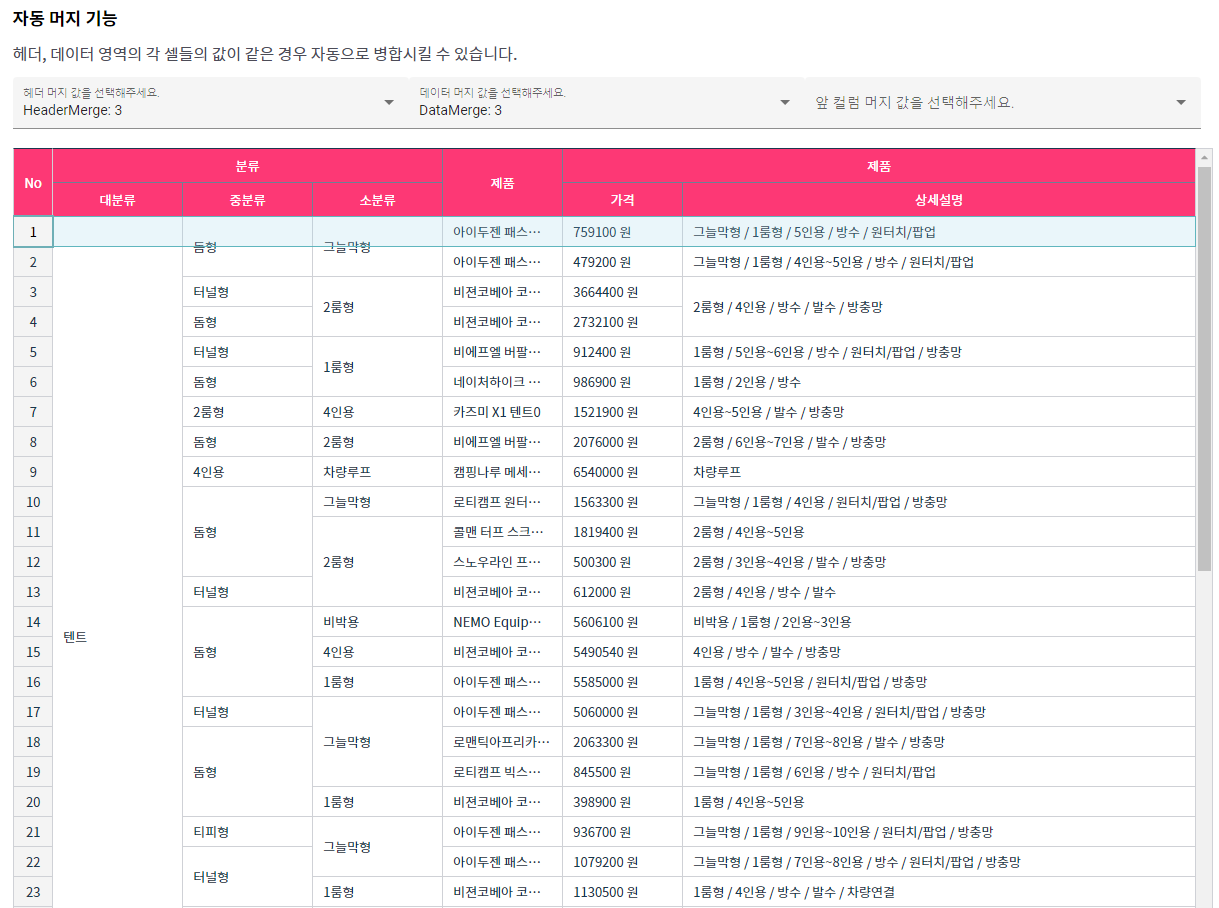 자동 머지 기능
헤더, 데이터 영역의 각 셀들의 값이 같은 경우 자동으로 병합시킬 수 있습니다.
헤더 머지 값을 선택해주세요. 데이터 머지 값을 선택해주세요. 앞 컬럼 머지 값을 선택해주세요.
HeaderMerge: 3 DataMerge: 3
No 분류 제품 제품
대분류 중분류 소분류 가격 상세설명
1 돔형 그늘막형 아이두젠 패스… 759100 원 그늘막형 / 1룸형 / 5인용 / 방수 / 원터치/팝업
2 아이두젠 패스… 479200 원 그늘막형 / 1룸형 / 4인용~5인용 / 방수 / 원터치/팝업
3 터널형 2룸형 비젼코베아 코… 3664400 원 2룸형 / 4인용 / 방수 / 발수 / 방충망
4 돔형 비젼코베아 코… 2732100 원
5 터널형 1룸형 비에프엘 버팔… 912400 원 1룸형 / 5인용~6인용 / 방수 / 원터치/팝업 / 방충망
6 돔형 네이처하이크 … 986900 원 1룸형 / 2인용 / 방수
7 2룸형 4인용 카즈미 X1 텐트0 1521900 원 4인용~5인용 / 발수 / 방충망
8 돔형 2룸형 비에프엘 버팔… 2076000 원 2룸형 / 6인용~7인용 / 발수 / 방충망
9 4인용 차량루프 캠핑나루 메세… 6540000 원 차량루프
10 돔형 그늘막형 로티캠프 원터… 1563300 원 그늘막형 / 1룸형 / 4인용 / 원터치/팝업 / 방충망
11 2룸형 콜맨 터프 스크… 1819400 원 2룸형 / 4인용~5인용
12 스노우라인 프… 500300 원 2룸형 / 3인용~4인용 / 발수 / 방충망
13 터널형 비젼코베아 코… 612000 원 2룸형 / 4인용 / 방수 / 발수
14 텐트 돔형 비박용 NEMO Equip… 5606100 원 비박용 / 1룸형 / 2인용~3인용
15 4인용 비젼코베아 코… 5490540 원 4인용 / 방수 / 발수 / 방충망
16 1룸형 아이두젠 패스… 5585000 원 1룸형 / 4인용~5인용 / 원터치/팝업 / 방충망
17 터널형 그늘막형 아이두젠 패스… 5060000 원 그늘막형 / 1룸형 / 3인용~4인용 / 원터치/팝업 / 방충망
18 돔형 로맨틱아프리카… 2063300 원 그늘막형 / 1룸형 / 7인용~8인용 / 발수 / 방충망
19 로티캠프 빅스… 845500 원 그늘막형 / 1룸형 / 6인용 / 방수 / 원터치/팝업
20 1룸형 비젼코베아 코… 398900 원 1룸형 / 4인용~5인용
21 티피형 그늘막형 아이두젠 패스… 936700 원 그늘막형 / 1룸형 / 9인용~10인용 / 원터치/팝업 / 방충망
22 터널형 아이두젠 패스… 1079200 원 그늘막형 / 1룸형 / 7인용~8인용 / 방수 / 원터치/팝업 / 방충망
23 1룸형 비젼코베아 코… 1130500 원 1룸형 / 4인용 / 방수 / 발수 / 차량연결